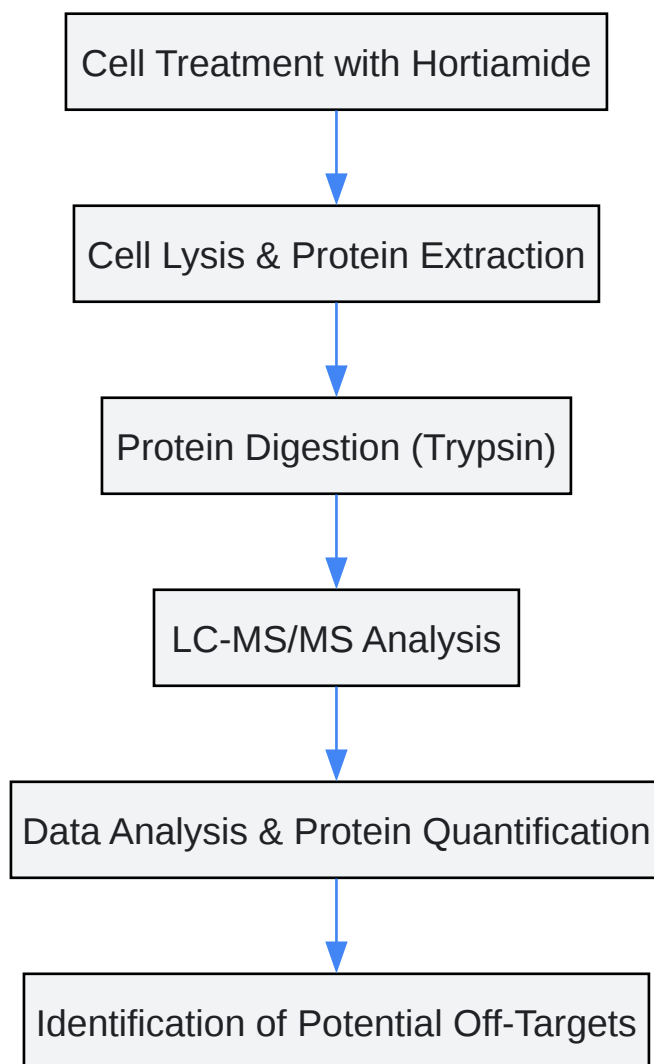 Cell Treatment with Hortiamide
Cell Lysis & Protein Extraction
Protein Digestion (Trypsin)
LC-MS/MS Analysis
Data Analysis & Protein Quantification
Identification of Potential Off-Targets